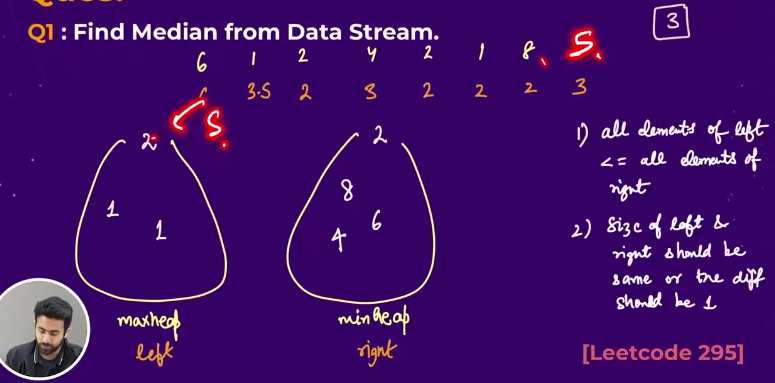 Q1 : Find Median from Data Stream.
3
6 1 2 4 2 1 8, 5.
6 3.5 2 3 2 2 2 3
5.
2 2
1 1
8
6
4
maxheap
left
minheap
right
1) all elements of left
<= all elements of
right
2) Size of left &
right should be
same or the diff
should be 1
[Leetcode 295]